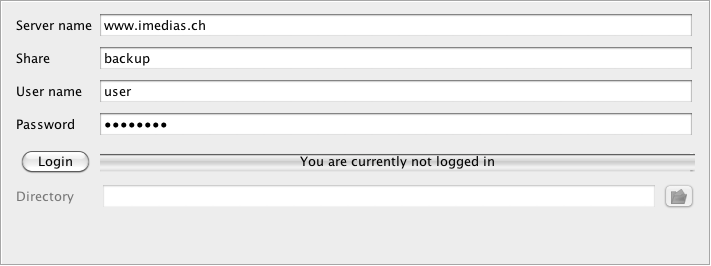 Server name www.imedias.ch
Share backup
User name user
Password ••••••••
Login You are currently not logged in
Directory